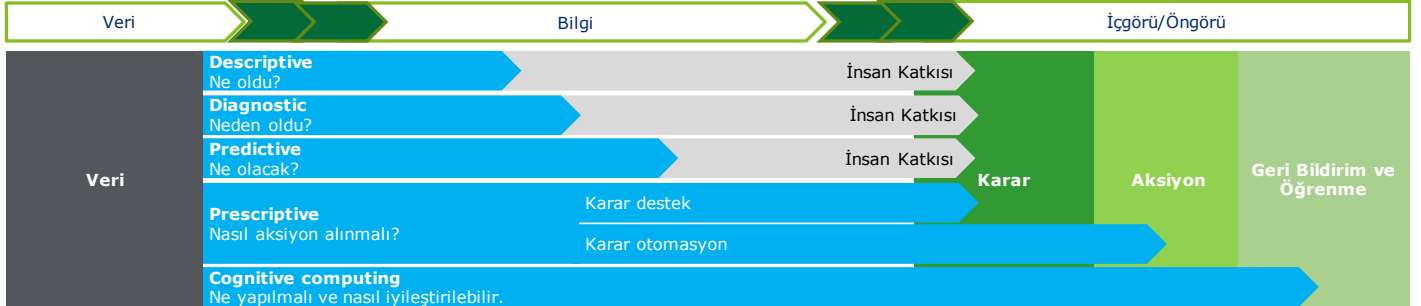 Veri
Bilgi
İçgörü/Öngörü
Descriptive
Ne oldu?
İnsan Katkısı
Diagnostic
Neden oldu?
İnsan Katkısı
Predictive
Ne olacak?
İnsan Katkısı
Veri
Karar
Aksiyon
Geri Bildirim ve
Öğrenme
Prescriptive
Nasıl aksiyon alınmalı?
Karar destek
Karar otomasyon
Cognitive computing
Ne yapılmalı ve nasıl iyileştirilebilir.